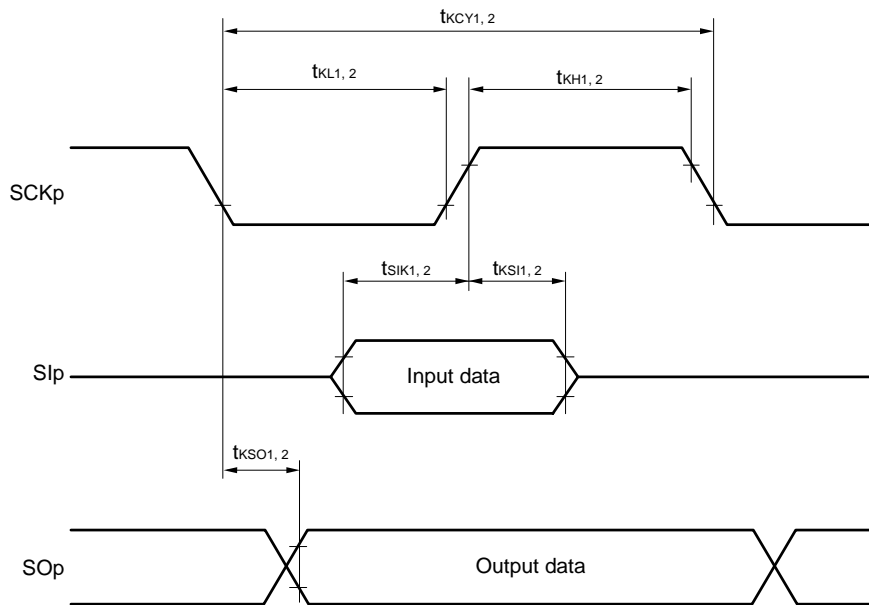 tKCY1, 2
tKL1, 2
tKH1, 2
SCKp
tSIK1, 2
tKSI1, 2
SIp
Input data
tKSO1, 2
SOp
Output data